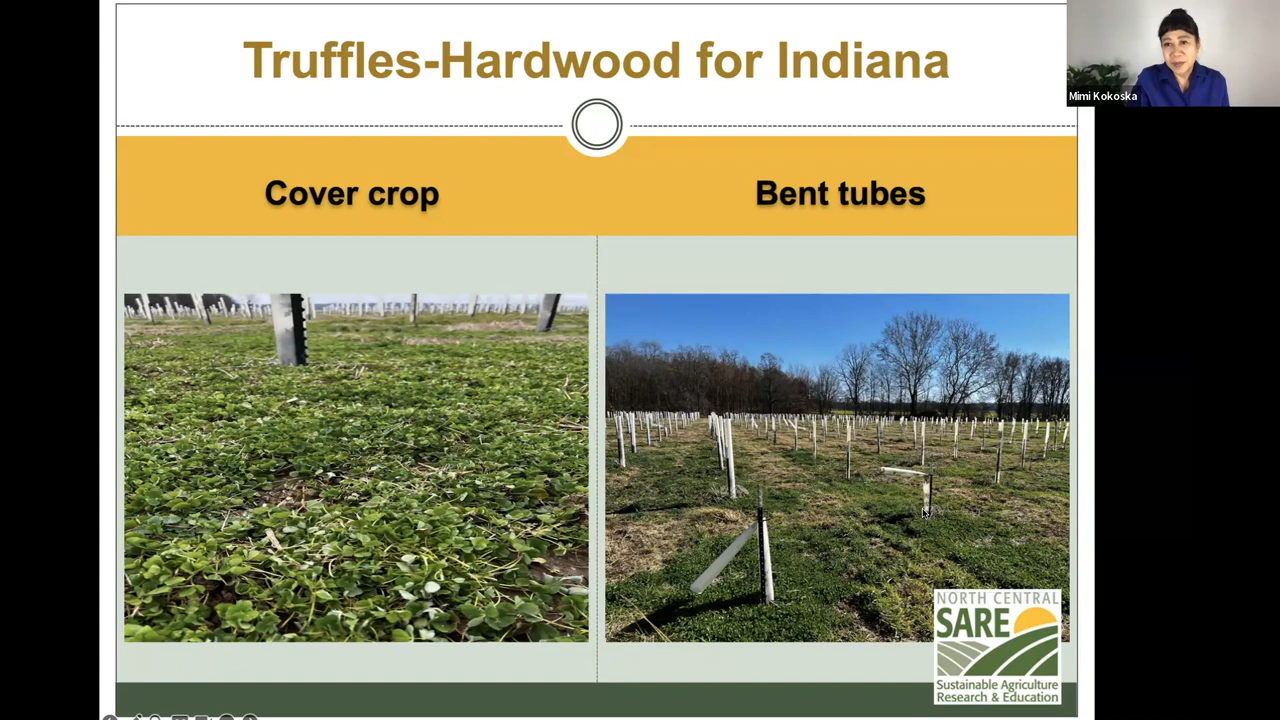 Truffles-Hardwood for Indiana
Mimi Kokoska
Cover crop
Bent tubes
NORTH CENTRAL
SARE
Sustainable Agriculture
Research & Education